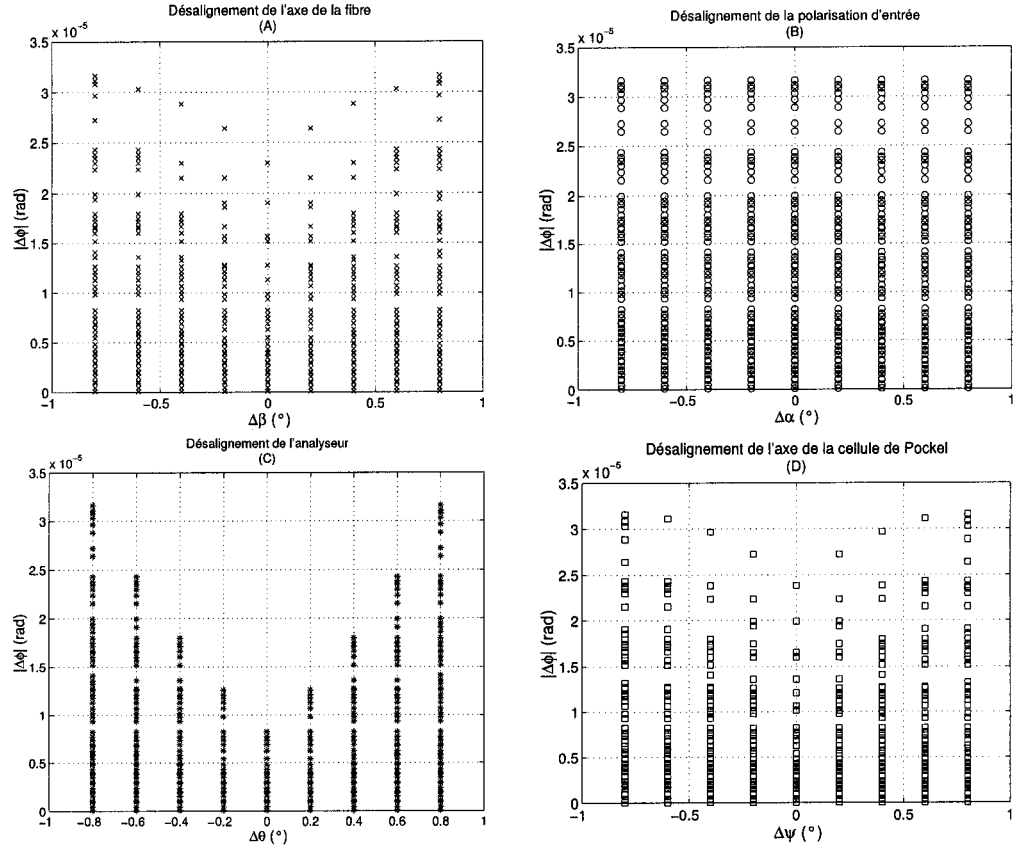 Désalignement de l'axe de la fibre
(A)
x 10⁻⁵
3.5
3
2.5
2
1.5
1
0.5
0
|Δϕ| (rad)
−1
−0.5
0
0.5
1
Δβ (°)
Désalignement de la polarisation d'entrée
(B)
x 10⁻⁵
3.5
3
2.5
2
1.5
1
0.5
0
|Δϕ| (rad)
−1
−0.5
0
0.5
1
Δα (°)
Désalignement de l'analyseur
(C)
x 10⁻⁵
3.5
3
2.5
2
1.5
1
0.5
0
|Δϕ| (rad)
−1
−0.8
−0.6
−0.4
−0.2
0
0.2
0.4
0.6
0.8
1
Δθ (°)
Désalignement de l'axe de la cellule de Pockel
(D)
x 10⁻⁵
3.5
3
2.5
2
1.5
1
0.5
0
|Δϕ| (rad)
−1
−0.5
0
0.5
1
Δψ (°)